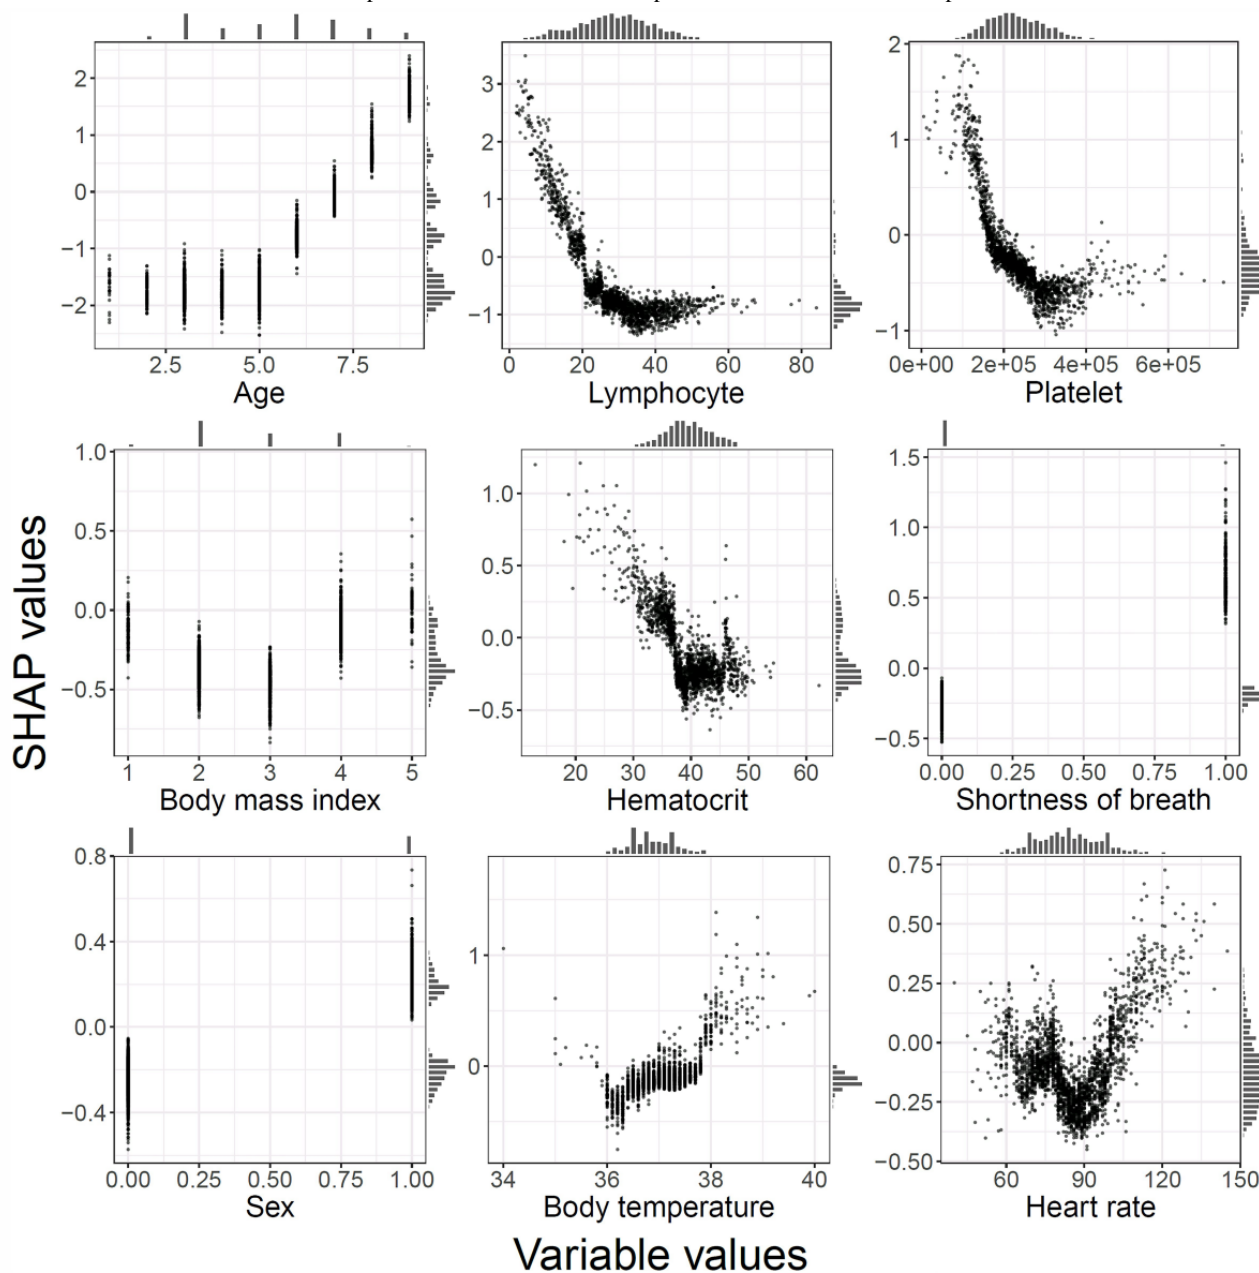 2
1
0
−1
−2
2.5 5.0 7.5
Age
3
2
1
0
−1
0 20 40 60 80
Lymphocyte
2
1
0
−1
0e+00 2e+05 4e+05 6e+05
Platelet
SHAP values
1.0
0.5
0.0
−0.5
1 2 3 4 5
Body mass index
1.0
0.5
0.0
−0.5
20 30 40 50 60
Hematocrit
1.5
1.0
0.5
0.0
−0.5
0.00 0.25 0.50 0.75 1.00
Shortness of breath
0.8
0.4
0.0
−0.4
0.00 0.25 0.50 0.75 1.00
Sex
1
0
34 36 38 40
Body temperature
0.75
0.50
0.25
0.00
−0.25
−0.50
60 90 120 150
Heart rate
Variable values